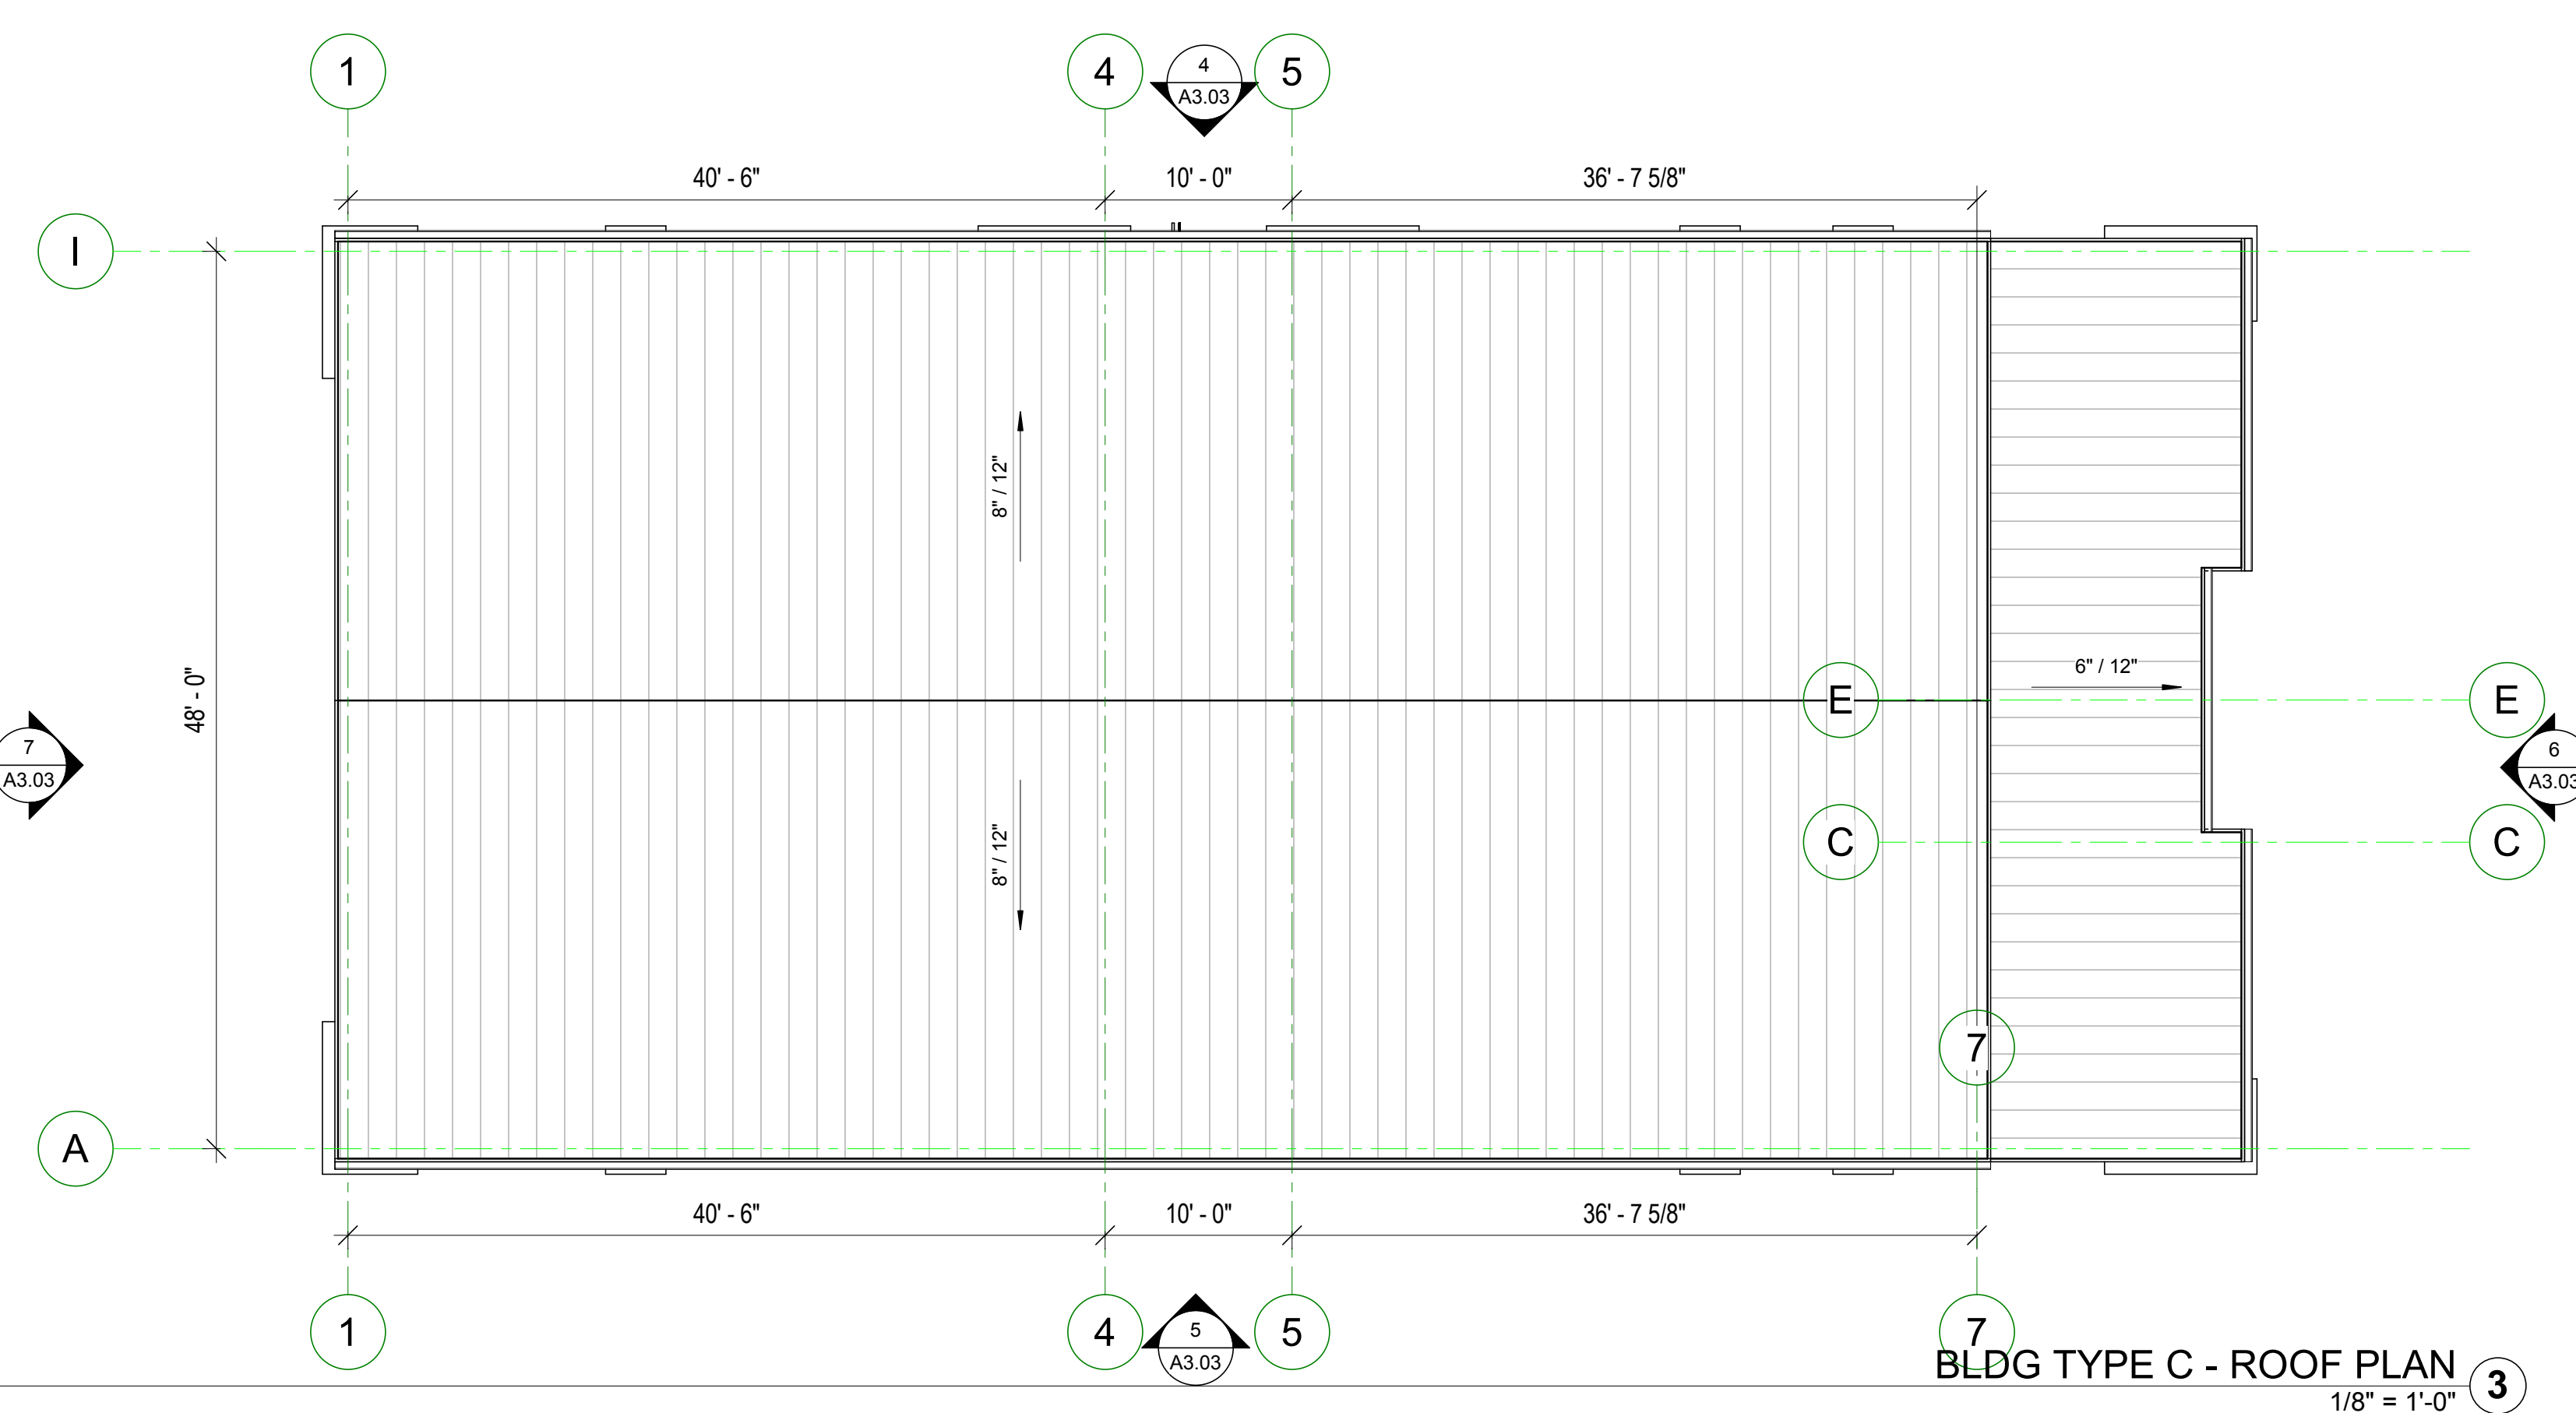 1
4
4
A3.03
5
40' - 6"
10' - 0"
36' - 7 5/8"
I
8" / 12"
48' - 0"
6" / 12"
E
E
7
A3.03
6
A3.03
8" / 12"
C
C
7
A
40' - 6"
10' - 0"
36' - 7 5/8"
1
4
5
A3.03
5
7
BLDG TYPE C - ROOF PLAN
3
1/8" = 1'-0"